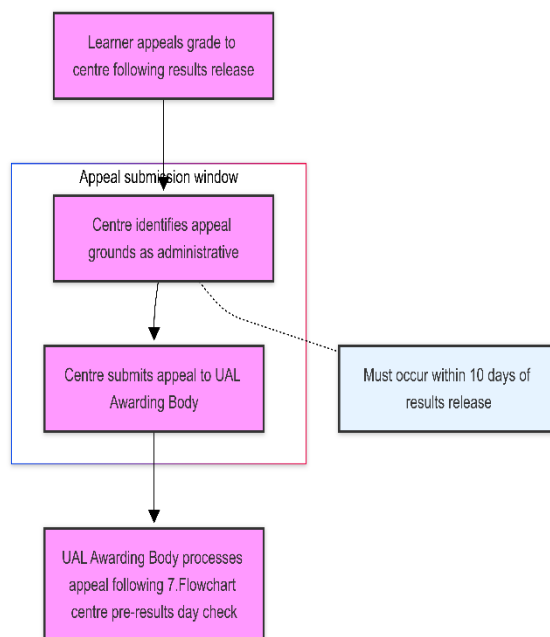 Learner appeals grade to
centre following results release
Appeal submission window
Centre identifies appeal
grounds as administrative
Centre submits appeal to UAL
Awarding Body
Must occur within 10 days of
results release
UAL Awarding Body processes
appeal following 7.Flowchart
centre pre-results day check